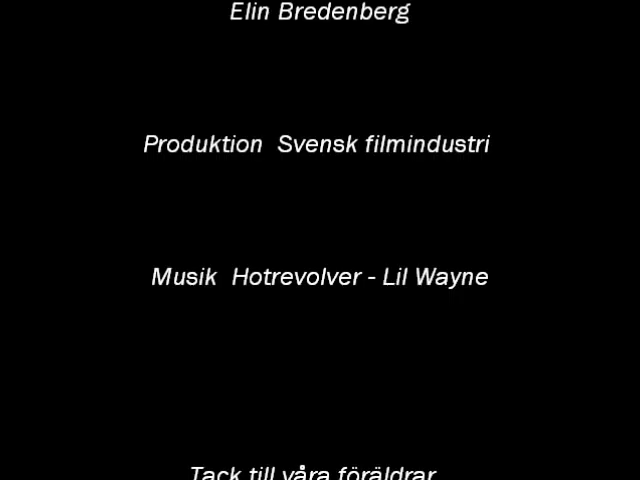 Elin Bredenberg
Produktion  Svensk filmindustri
Musik  Hotrevolver - Lil Wayne
Tack till våra föräldrar